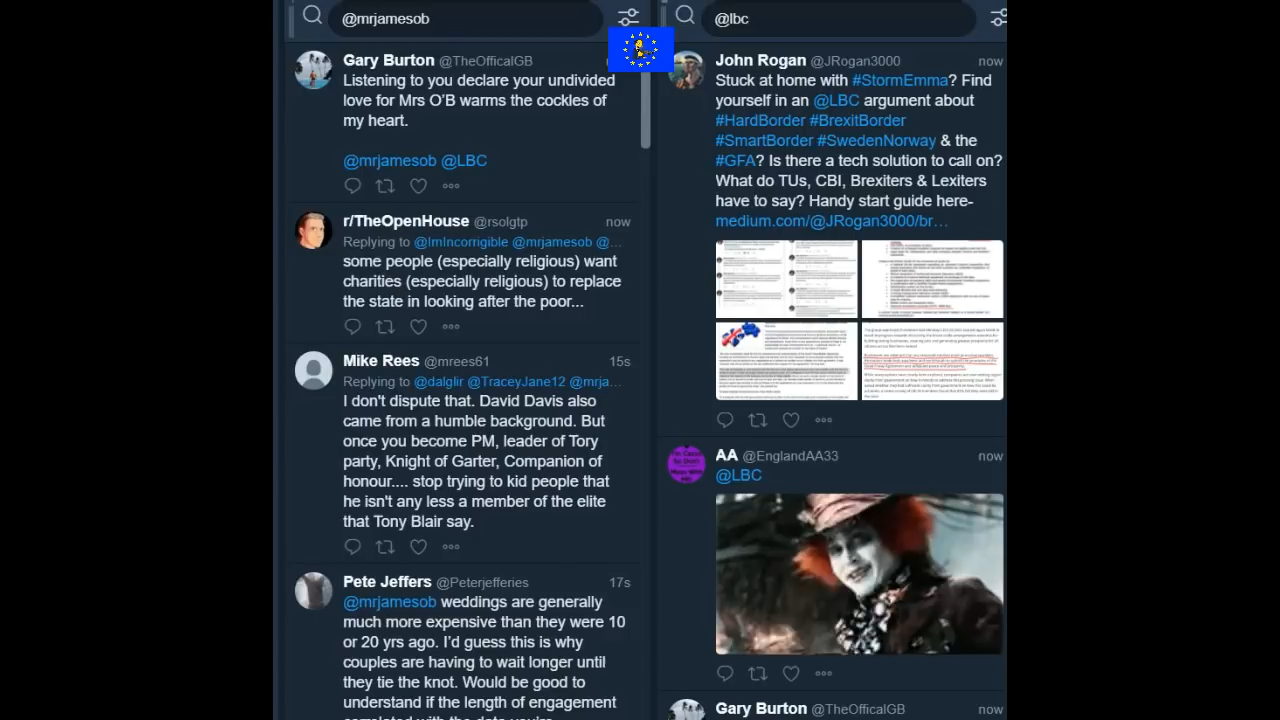 @mrjamesob
Gary Burton @TheOfficalGB
Listening to you declare your undivided
love for Mrs O'B warms the cockles of
my heart.
@mrjamesob @LBC
r/TheOpenHouse @rsolgtp now
Replying to @ImIncorrigible @mrjamesob @...
some people (especially religious) want
charities (especially theirs) to replace
the state in looking after the poor...
Mike Rees @mrees61 15s
Replying to @dalglir @TraceyJane12 @mrja...
I don't dispute that. David Davis also
came from a humble background. But
once you become PM, leader of Tory
party, Knight of Garter, Companion of
honour.... stop trying to kid people that
he isn't any less a member of the elite
that Tony Blair say.
Pete Jeffers @Peterjefferies 17s
@mrjamesob weddings are generally
much more expensive than they were 10
or 20 yrs ago. I'd guess this is why
couples are having to wait longer until
they tie the knot. Would be good to
understand if the length of engagement
@lbc
John Rogan @JRogan3000 now
Stuck at home with #StormEmma? Find
yourself in an @LBC argument about
#HardBorder #BrexitBorder
#SmartBorder #SwedenNorway & the
#GFA? Is there a tech solution to call on?
What do TUs, CBI, Brexiters & Lexiters
have to say? Handy start guide here-
medium.com/@JRogan3000/br...
AA @EnglandAA33 now
@LBC
Gary Burton @TheOfficalGB now